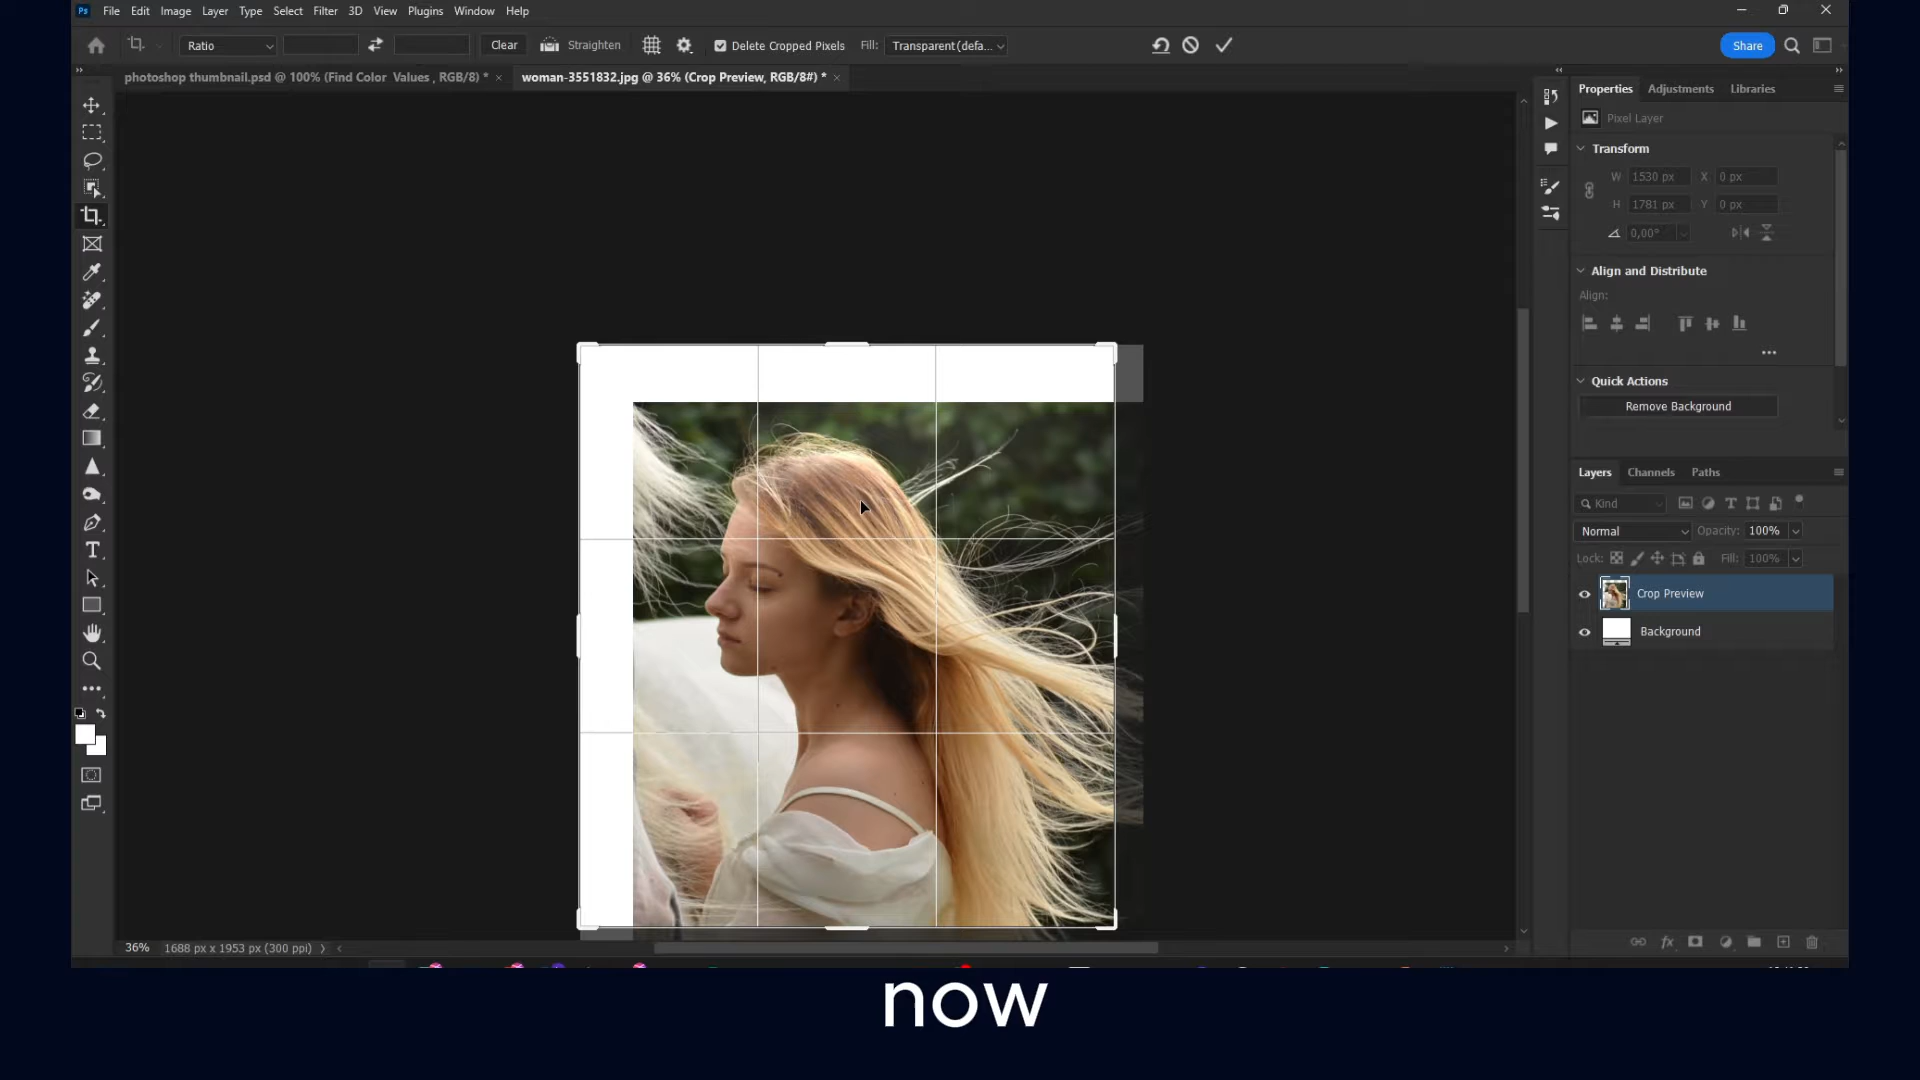 Ps File Edit Image Layer Type Select Filter 3D View Plugins Window Help
Ratio Clear Straighten Delete Cropped Pixels Fill: Transparent (defa... Share
photoshop thumbnail.psd @ 100% (Find Color Values , RGB/8) * × woman-3551832.jpg @ 36% (Crop Preview, RGB/8#) * ×
Properties Adjustments Libraries
Pixel Layer
Transform
W 1530 px X 0 px
H 1781 px Y 0 px
0,00°
Align and Distribute
Align:
Quick Actions
Remove Background
Layers Channels Paths
Kind
Normal Opacity: 100%
Lock: Fill: 100%
Crop Preview
Background
36% 1688 px x 1953 px (300 ppi)
now